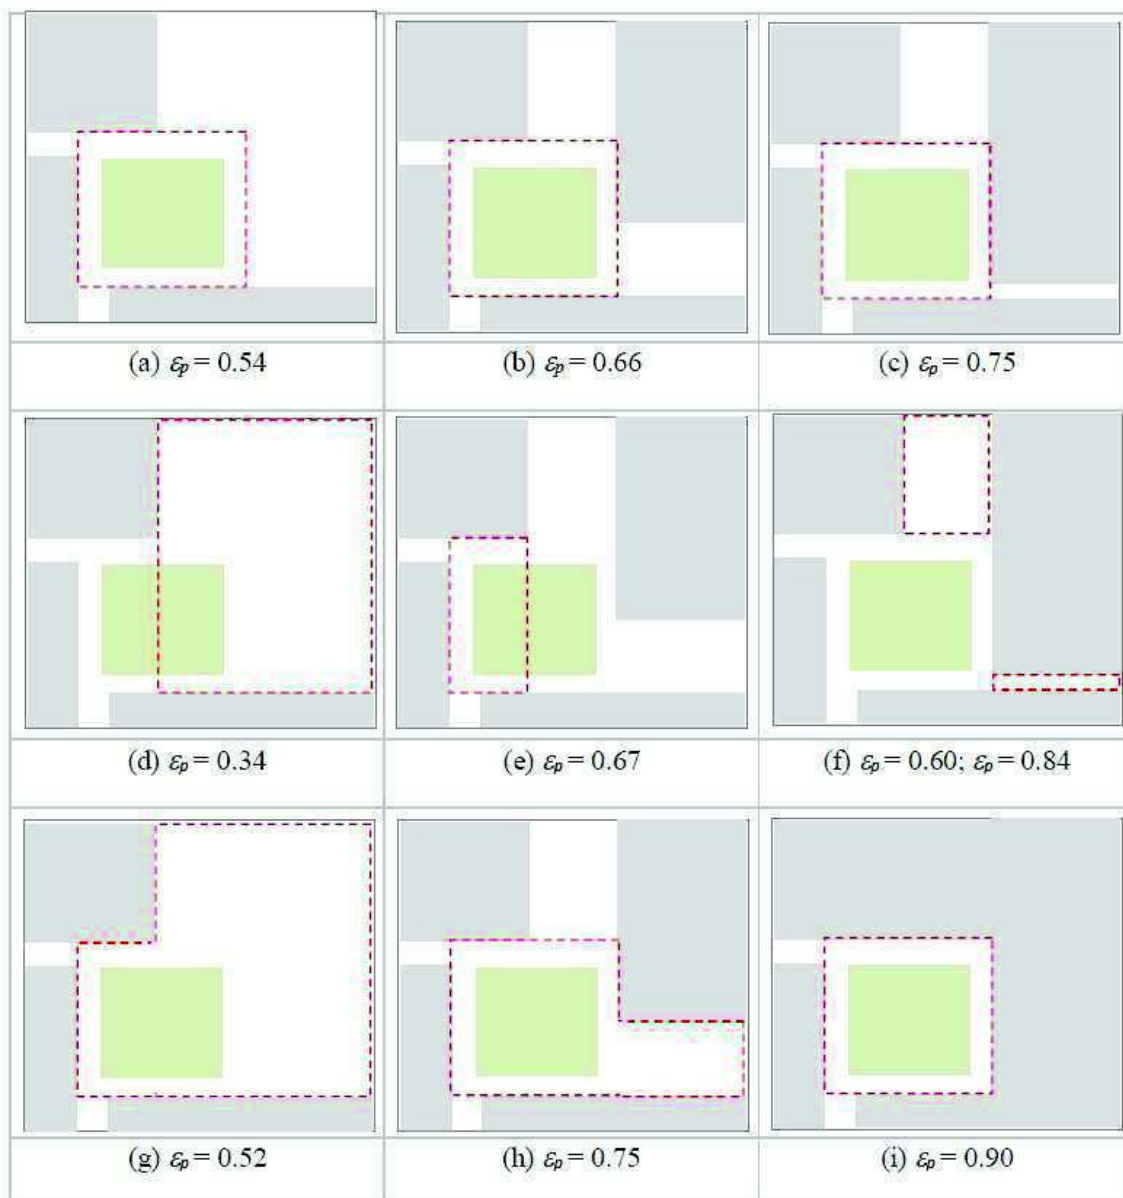 (a) εp = 0.54
(b) εp = 0.66
(c) εp = 0.75
(d) εp = 0.34
(e) εp = 0.67
(f) εp = 0.60; εp = 0.84
(g) εp = 0.52
(h) εp = 0.75
(i) εp = 0.90